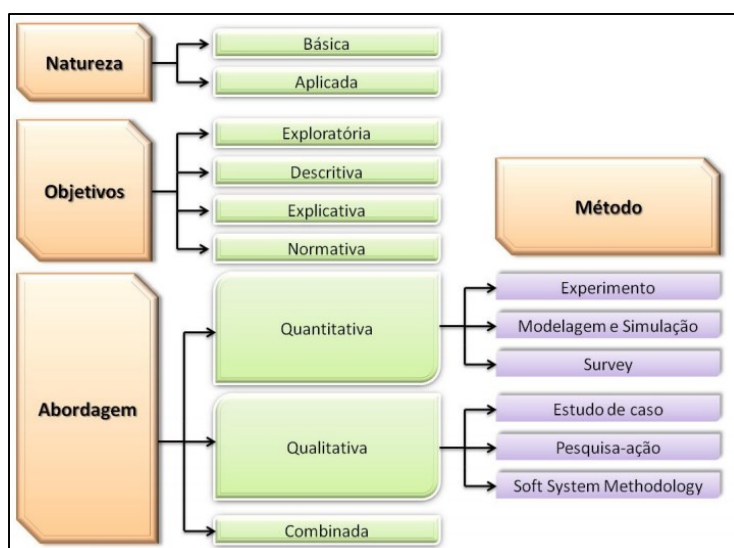 Natureza
Básica
Aplicada
Objetivos
Exploratória
Descritiva
Explicativa
Normativa
Método
Abordagem
Quantitativa
Experimento
Modelagem e Simulação
Survey
Qualitativa
Estudo de caso
Pesquisa-ação
Soft System Methodology
Combinada